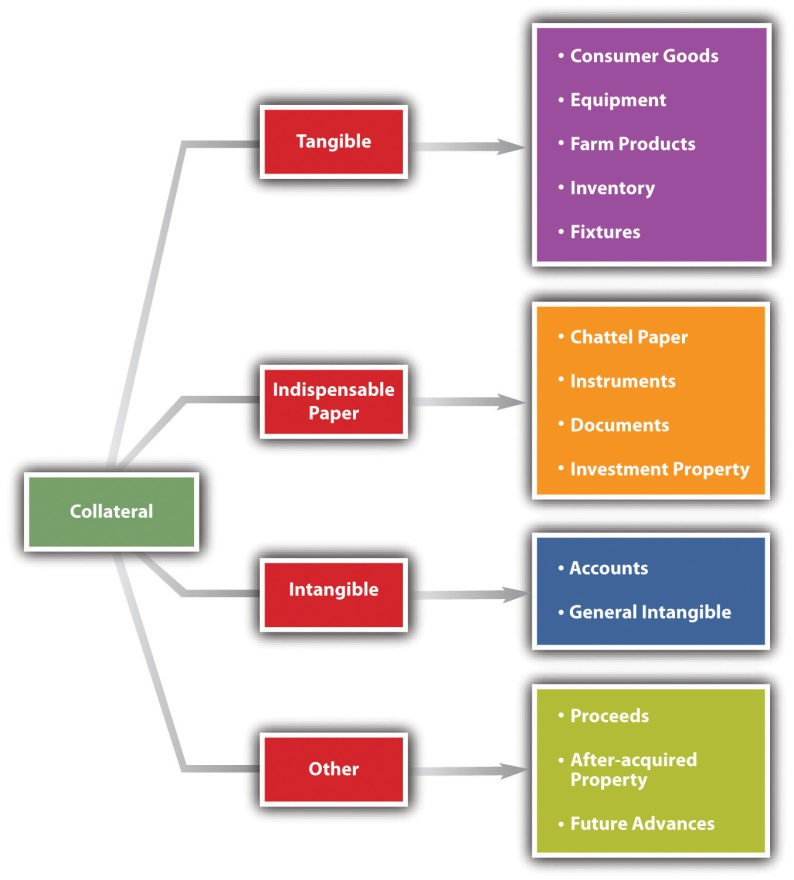 Collateral
Tangible
• Consumer Goods
• Equipment
• Farm Products
• Inventory
• Fixtures
Indispensable
Paper
• Chattel Paper
• Instruments
• Documents
• Investment Property
Intangible
• Accounts
• General Intangible
Other
• Proceeds
• After-acquired
Property
• Future Advances